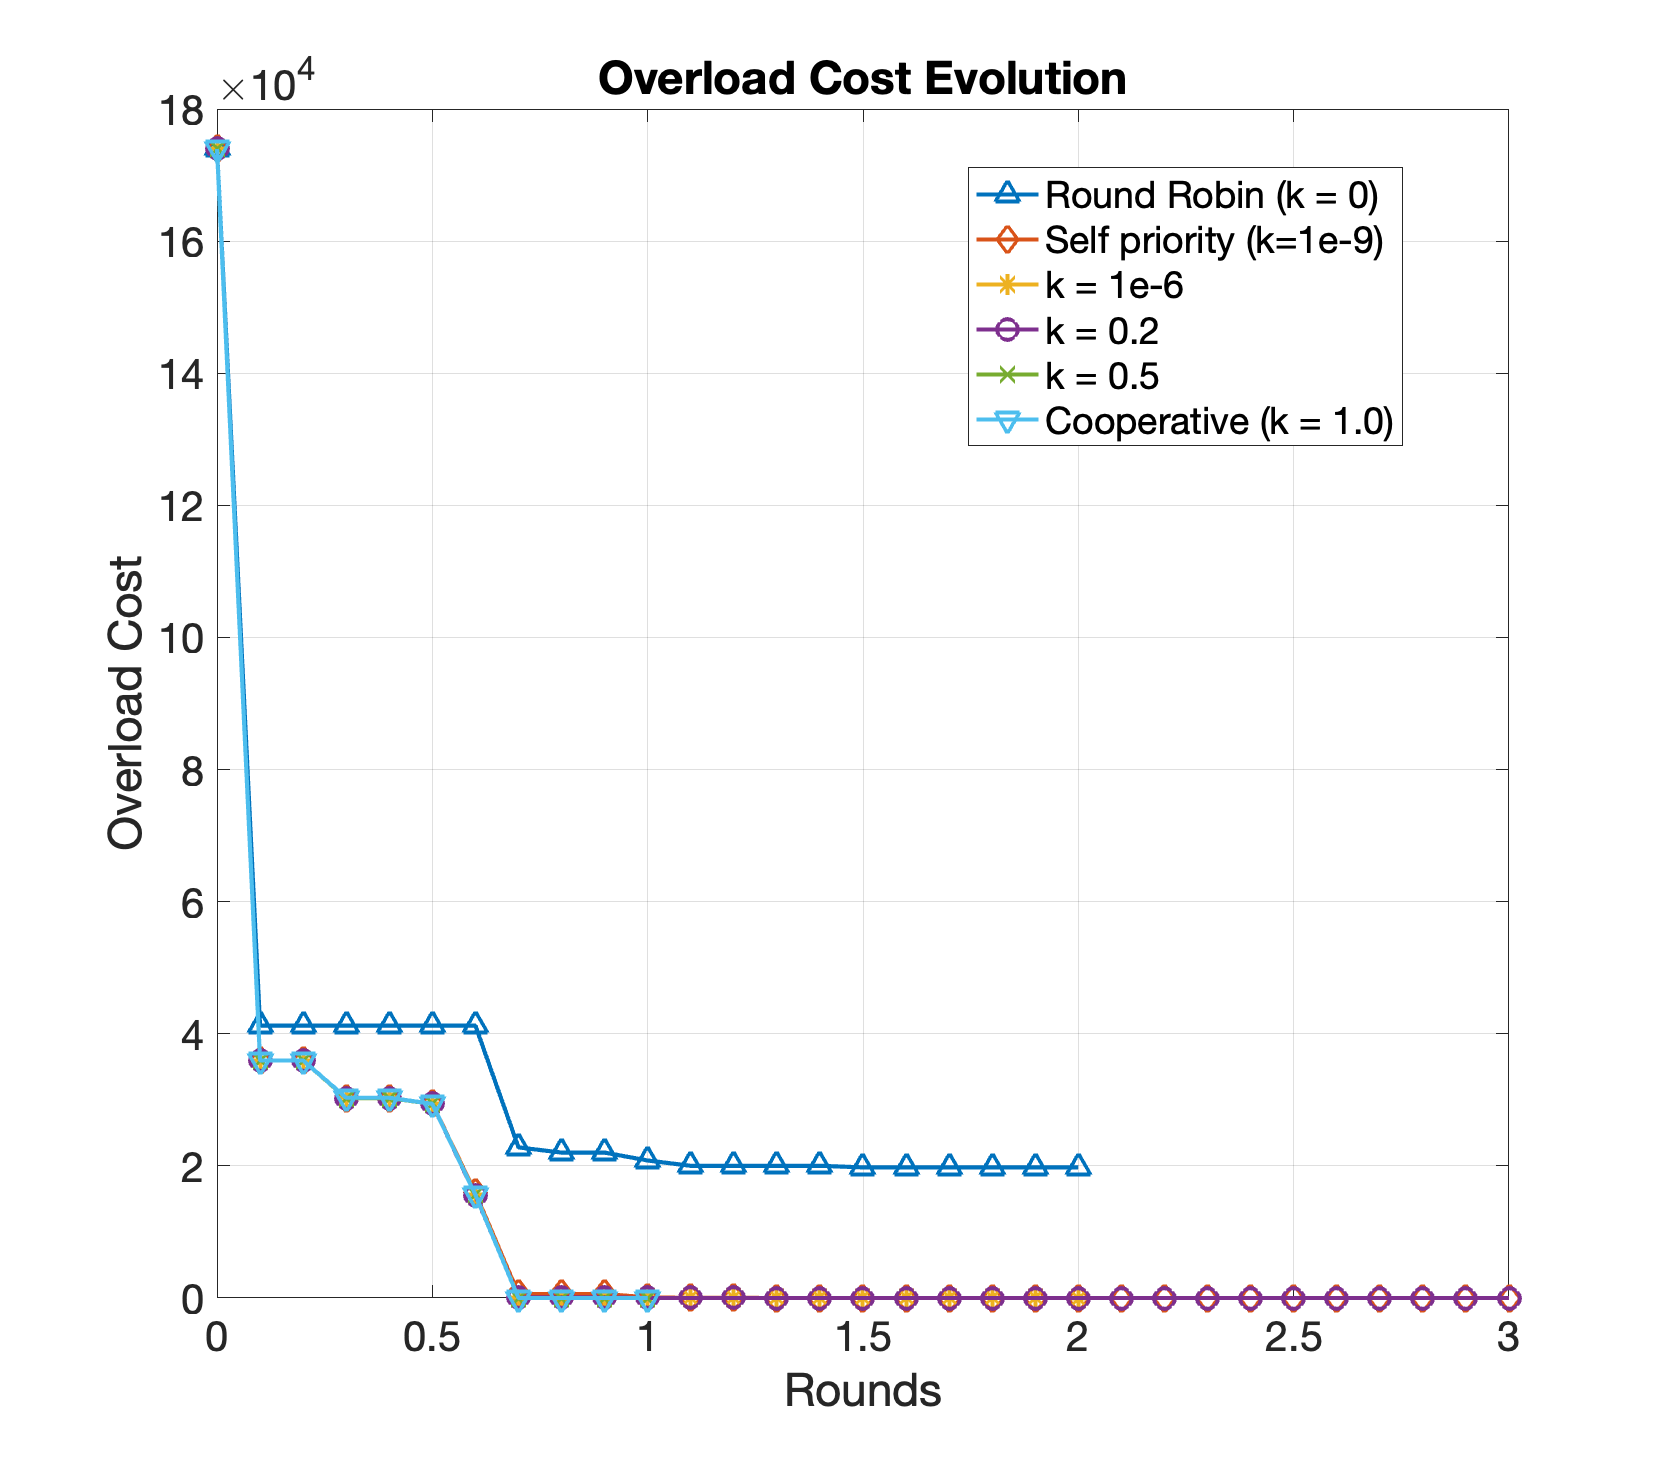 Overload Cost Evolution
×10^4
18
16
14
12
10
8
6
4
2
0
Overload Cost
Round Robin (k = 0)
Self priority (k=1e-9)
k = 1e-6
k = 0.2
k = 0.5
Cooperative (k = 1.0)
0 0.5 1 1.5 2 2.5 3
Rounds